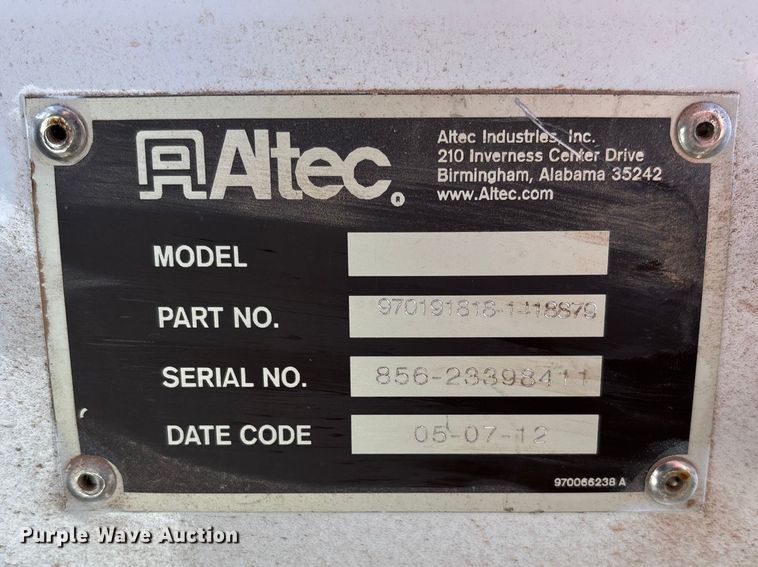 Altec®
Altec Industries, Inc.
210 Inverness Center Drive
Birmingham, Alabama 35242
www.Altec.com
MODEL
PART NO. 970191818-1418879
SERIAL NO. 856-23398411
DATE CODE 05-07-12
970066238 A
Purple Wave Auction